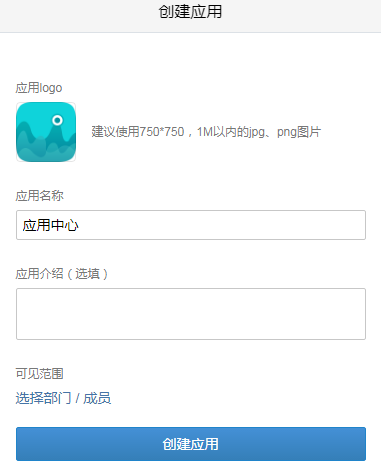 创建应用
应用logo
建议使用750*750，1M以内的jpg、png图片
应用名称
应用中心
应用介绍（选填）
可见范围
选择部门 / 成员
创建应用